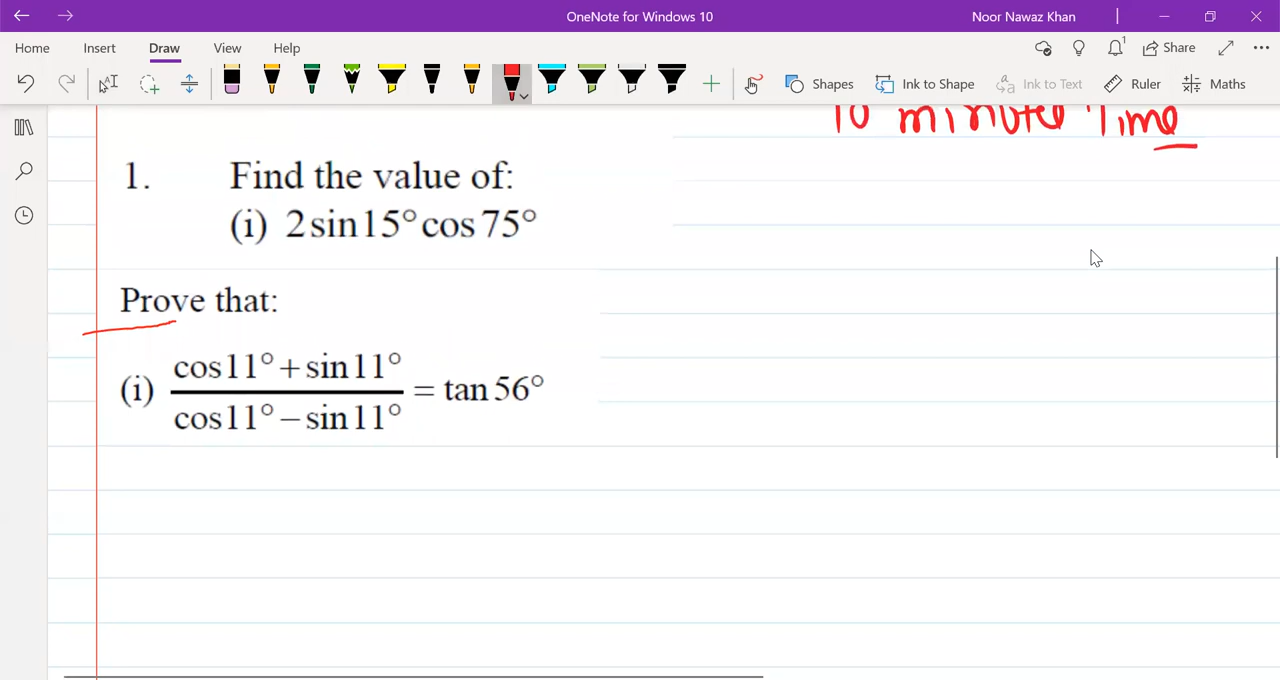 OneNote for Windows 10
Noor Nawaz Khan
Home Insert Draw View Help
1
Share
Shapes Ink to Shape Ink to Text Ruler Maths
10 minutes Time
1. Find the value of:
(i) 2 sin 15° cos 75°
Prove that:
(i) cos 11° + sin 11° / cos 11° − sin 11° = tan 56°